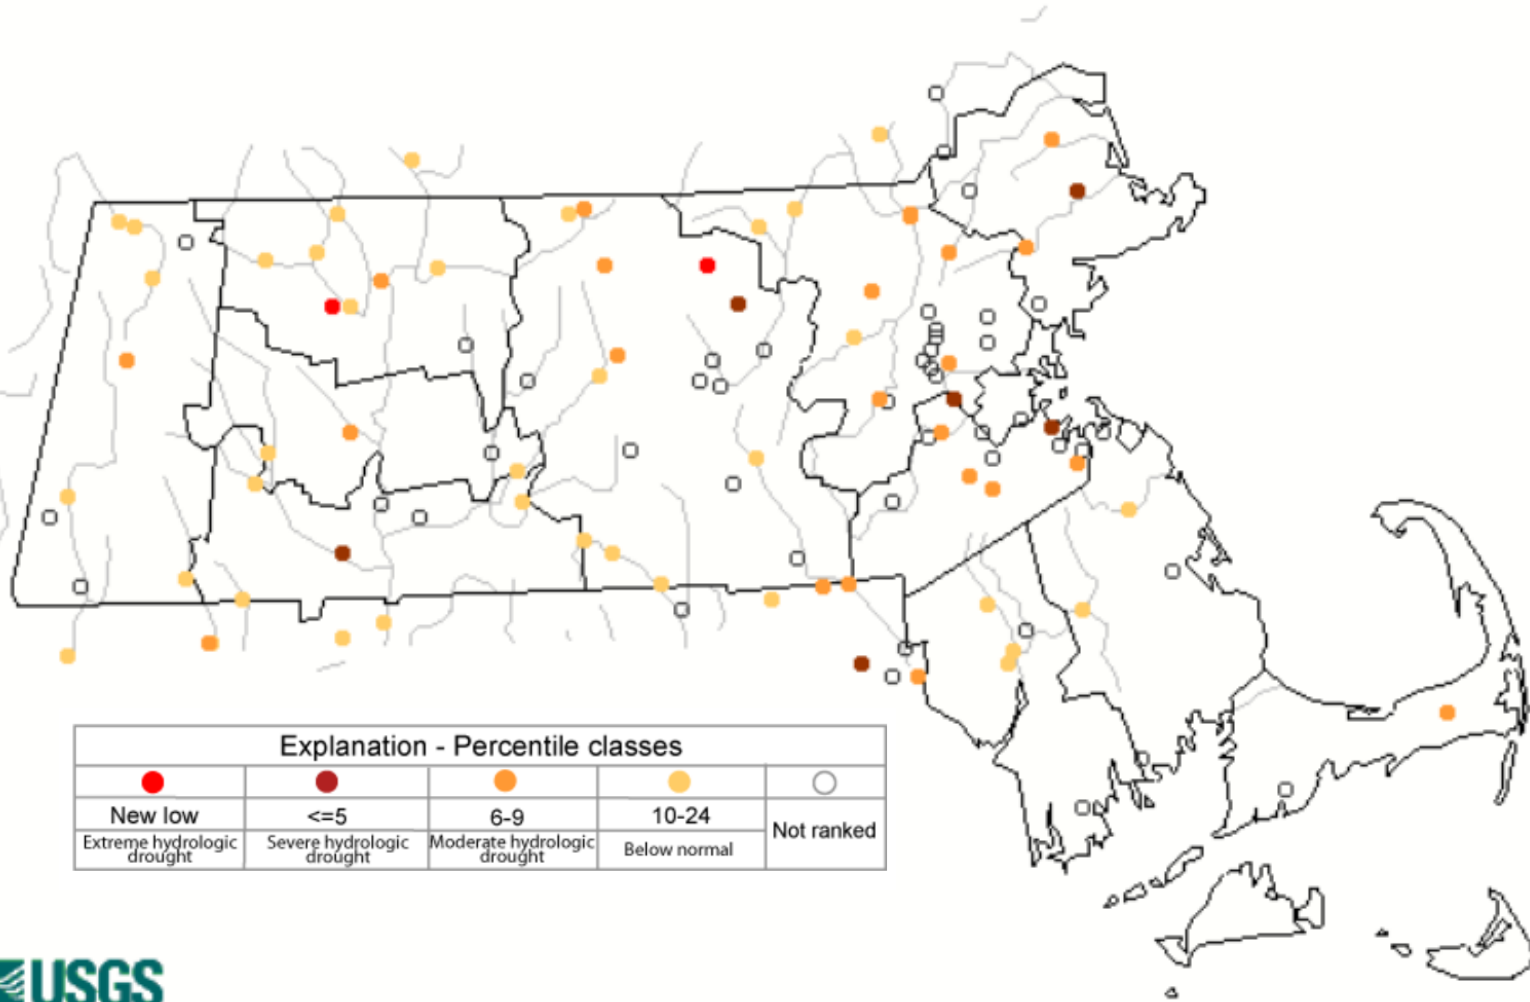 Explanation - Percentile classes
New low
<=5
6-9
10-24
Not ranked
Extreme hydrologic
drought
Severe hydrologic
drought
Moderate hydrologic
drought
Below normal
USGS